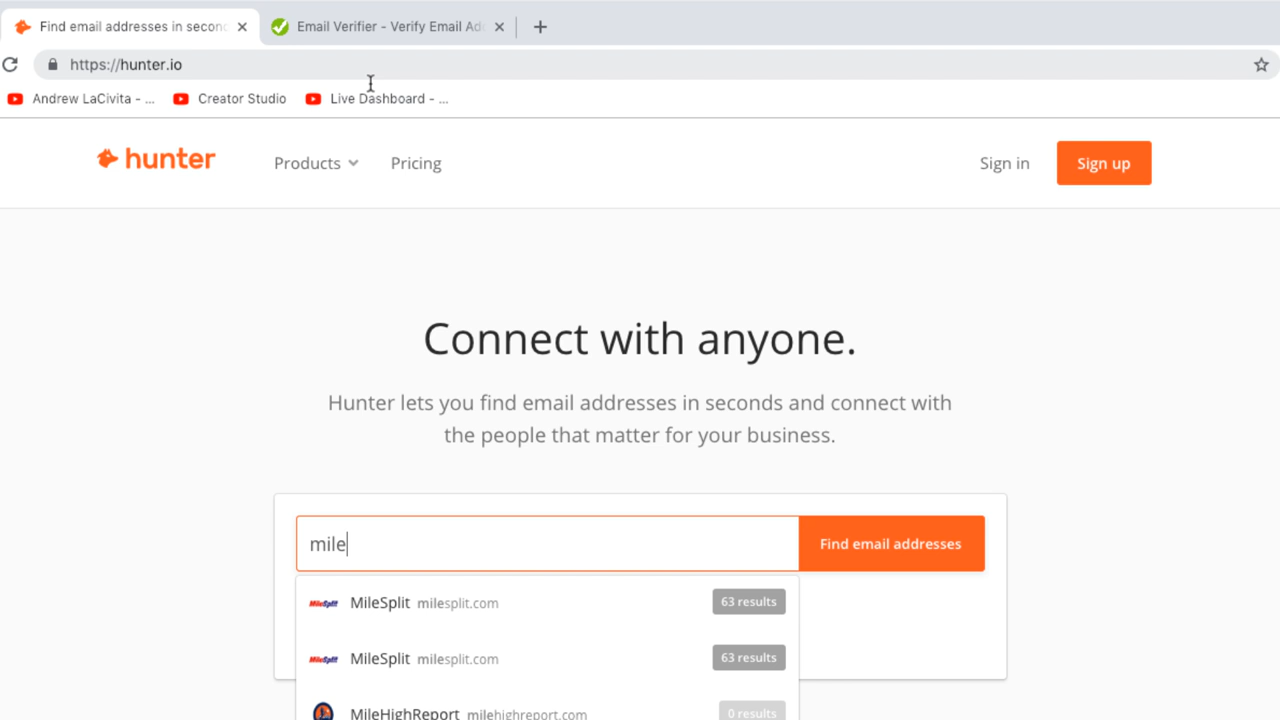 Find email addresses in secon
Email Verifier - Verify Email Ad
https://hunter.io
Andrew LaCivita - ...
Creator Studio
Live Dashboard - ...
hunter
Products
Pricing
Sign in
Sign up
Connect with anyone.
Hunter lets you find email addresses in seconds and connect with
the people that matter for your business.
mile
Find email addresses
MileSplit milesplit.com
63 results
MileSplit milesplit.com
63 results
MileHighReport milehighreport.com
0 results